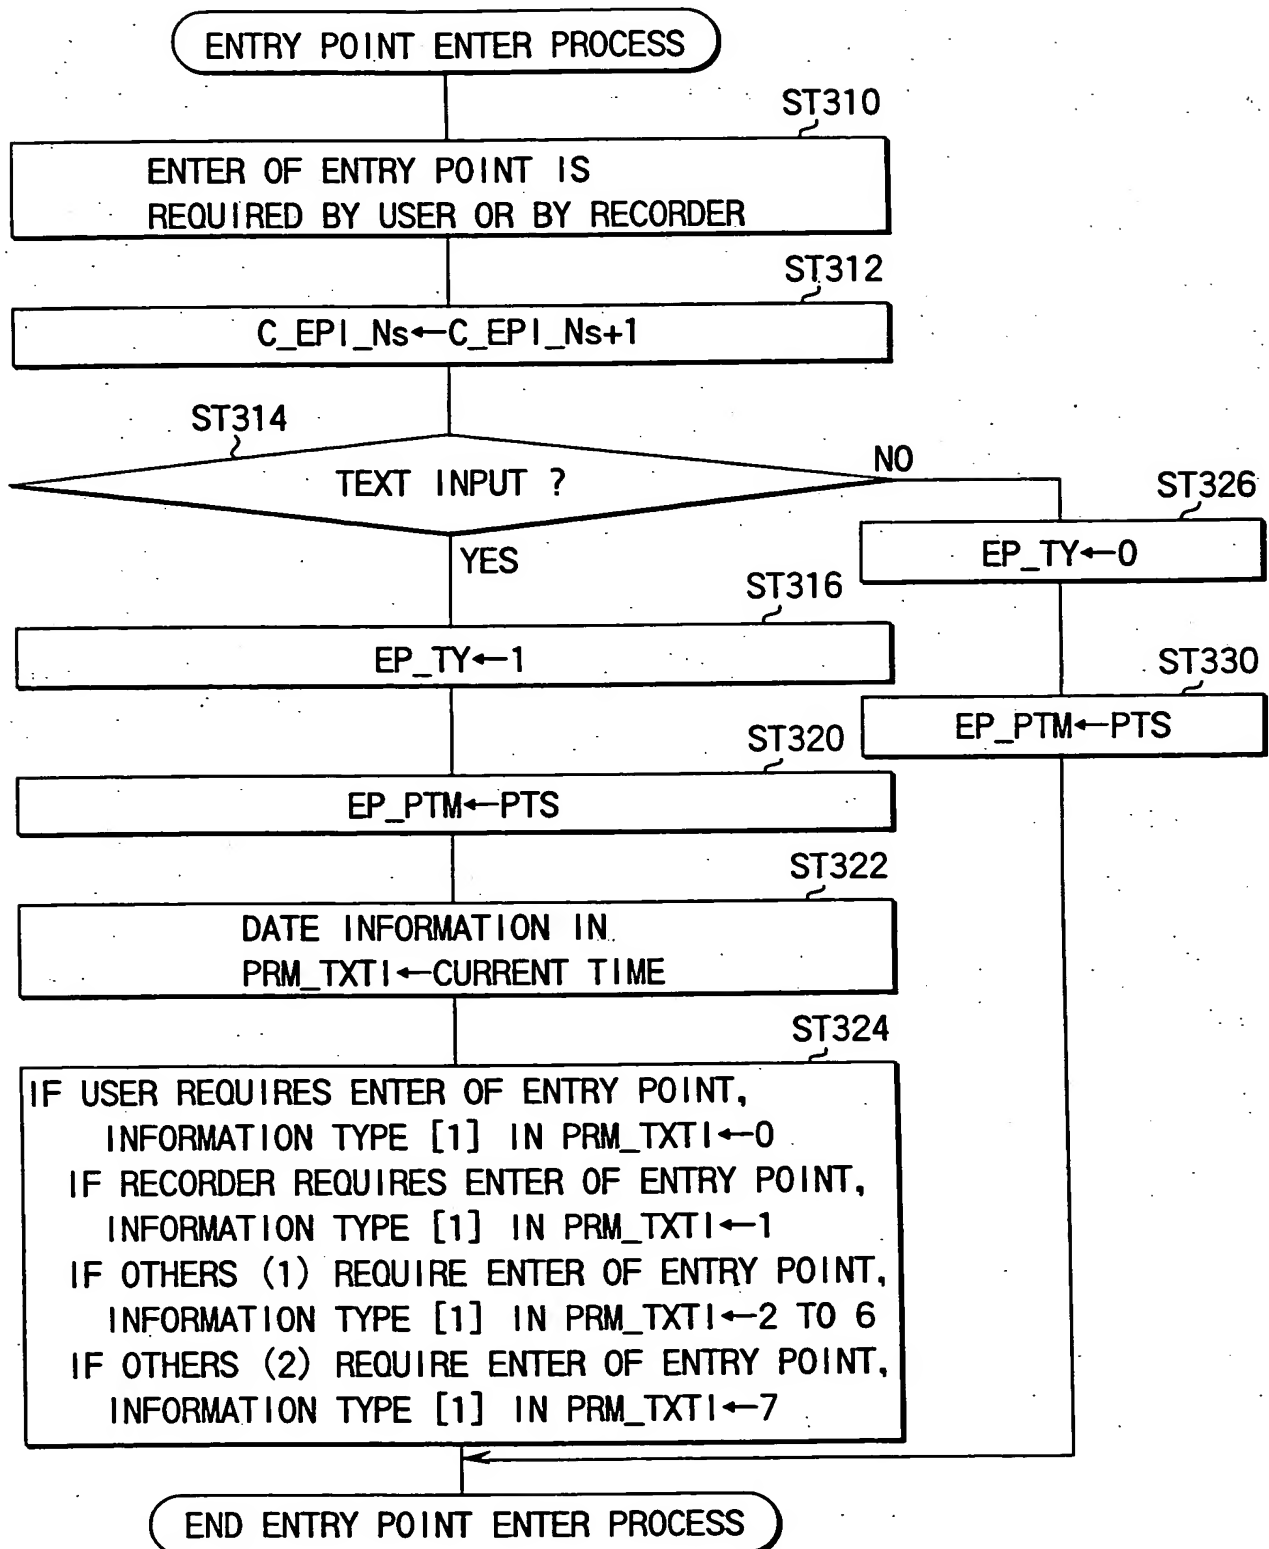 ENTRY POINT ENTER PROCESS
ST310
ENTER OF ENTRY POINT IS
REQUIRED BY USER OR BY RECORDER
ST312
C_EPI_Ns←C_EPI_Ns+1
ST314
TEXT INPUT ?
NO
YES
ST326
EP_TY←0
ST316
EP_TY←1
ST330
EP_PTM←PTS
ST320
EP_PTM←PTS
ST322
DATE INFORMATION IN
PRM_TXTI←CURRENT TIME
ST324
IF USER REQUIRES ENTER OF ENTRY POINT,
INFORMATION TYPE [1] IN PRM_TXTI←0
IF RECORDER REQUIRES ENTER OF ENTRY POINT,
INFORMATION TYPE [1] IN PRM_TXTI←1
IF OTHERS (1) REQUIRE ENTER OF ENTRY POINT,
INFORMATION TYPE [1] IN PRM_TXTI←2 TO 6
IF OTHERS (2) REQUIRE ENTER OF ENTRY POINT,
INFORMATION TYPE [1] IN PRM_TXTI←7
END ENTRY POINT ENTER PROCESS